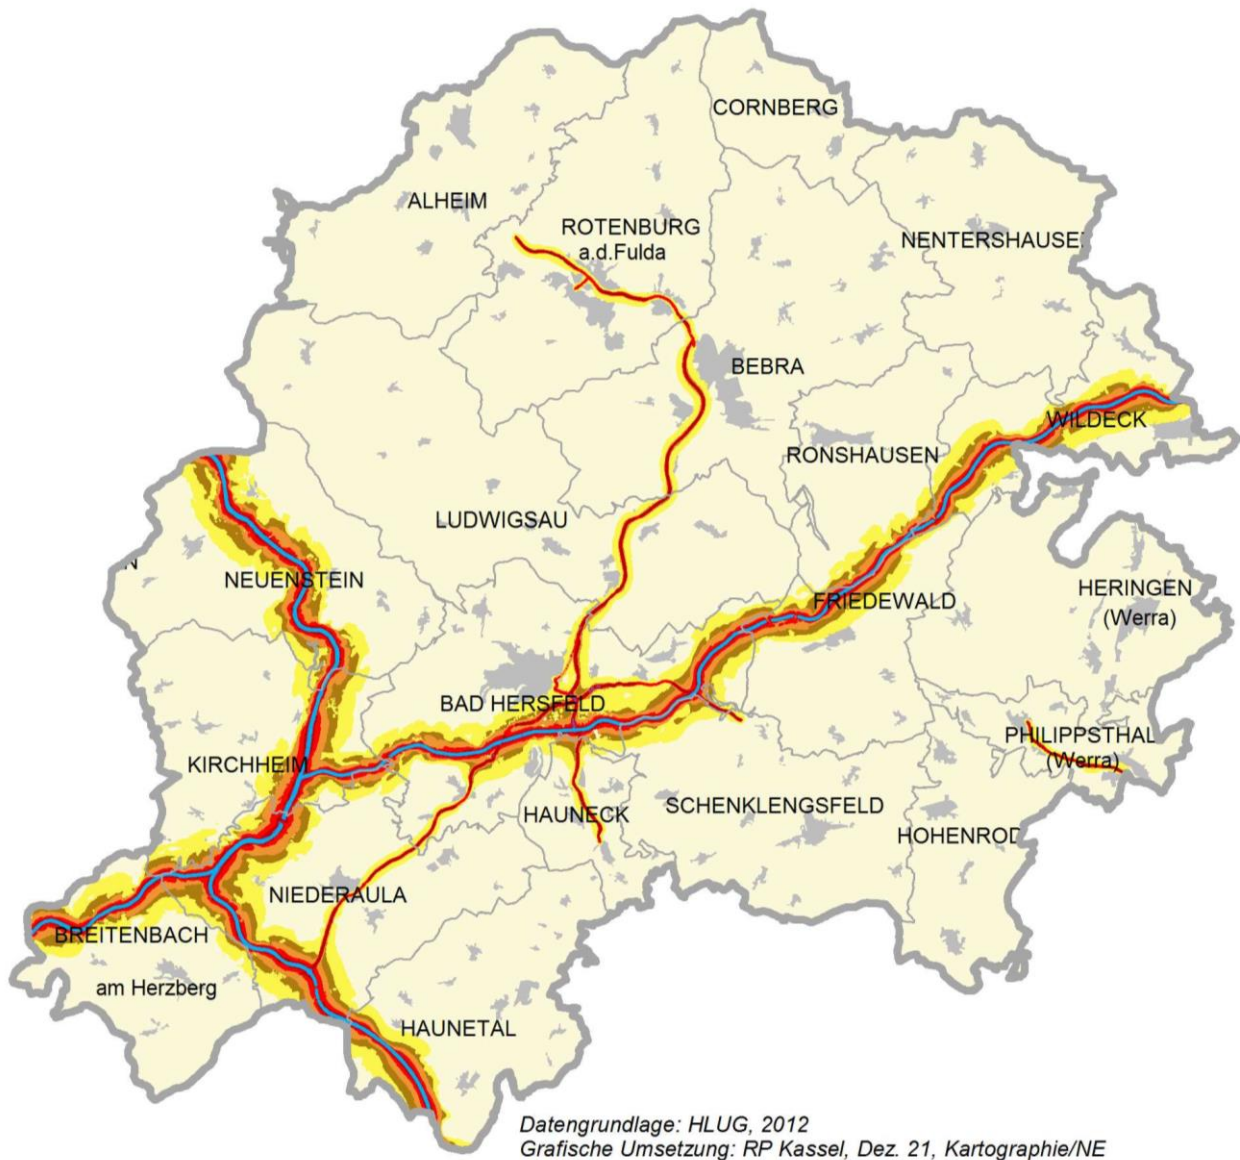 CORNBERG
ALHEIM
ROTENBURG
a.d.Fulda
NENTERSHAUSE
BEBRA
WILDECK
RONSHAUSEN
LUDWIGSAU
N
NEUENSTEIN
HERINGEN
(Werra)
FRIEDEWALD
BAD HERSFELD
PHILIPPSTHAL
(Werra)
KIRCHHEIM
SCHENKLENGSFELD
HAUNECK
HOHENROD
NIEDERAULA
BREITENBACH
am Herzberg
HAUNETAL
Datengrundlage: HLUG, 2012
Grafische Umsetzung: RP Kassel, Dez. 21, Kartographie/NE